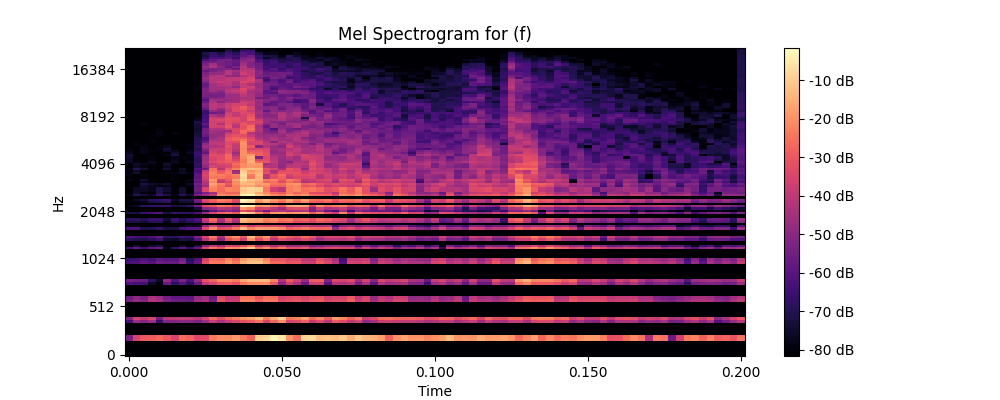 Mel Spectrogram for (f)
Hz
16384
8192
4096
2048
1024
512
0
0.000 0.050 0.100 0.150 0.200
Time
-10 dB
-20 dB
-30 dB
-40 dB
-50 dB
-60 dB
-70 dB
-80 dB